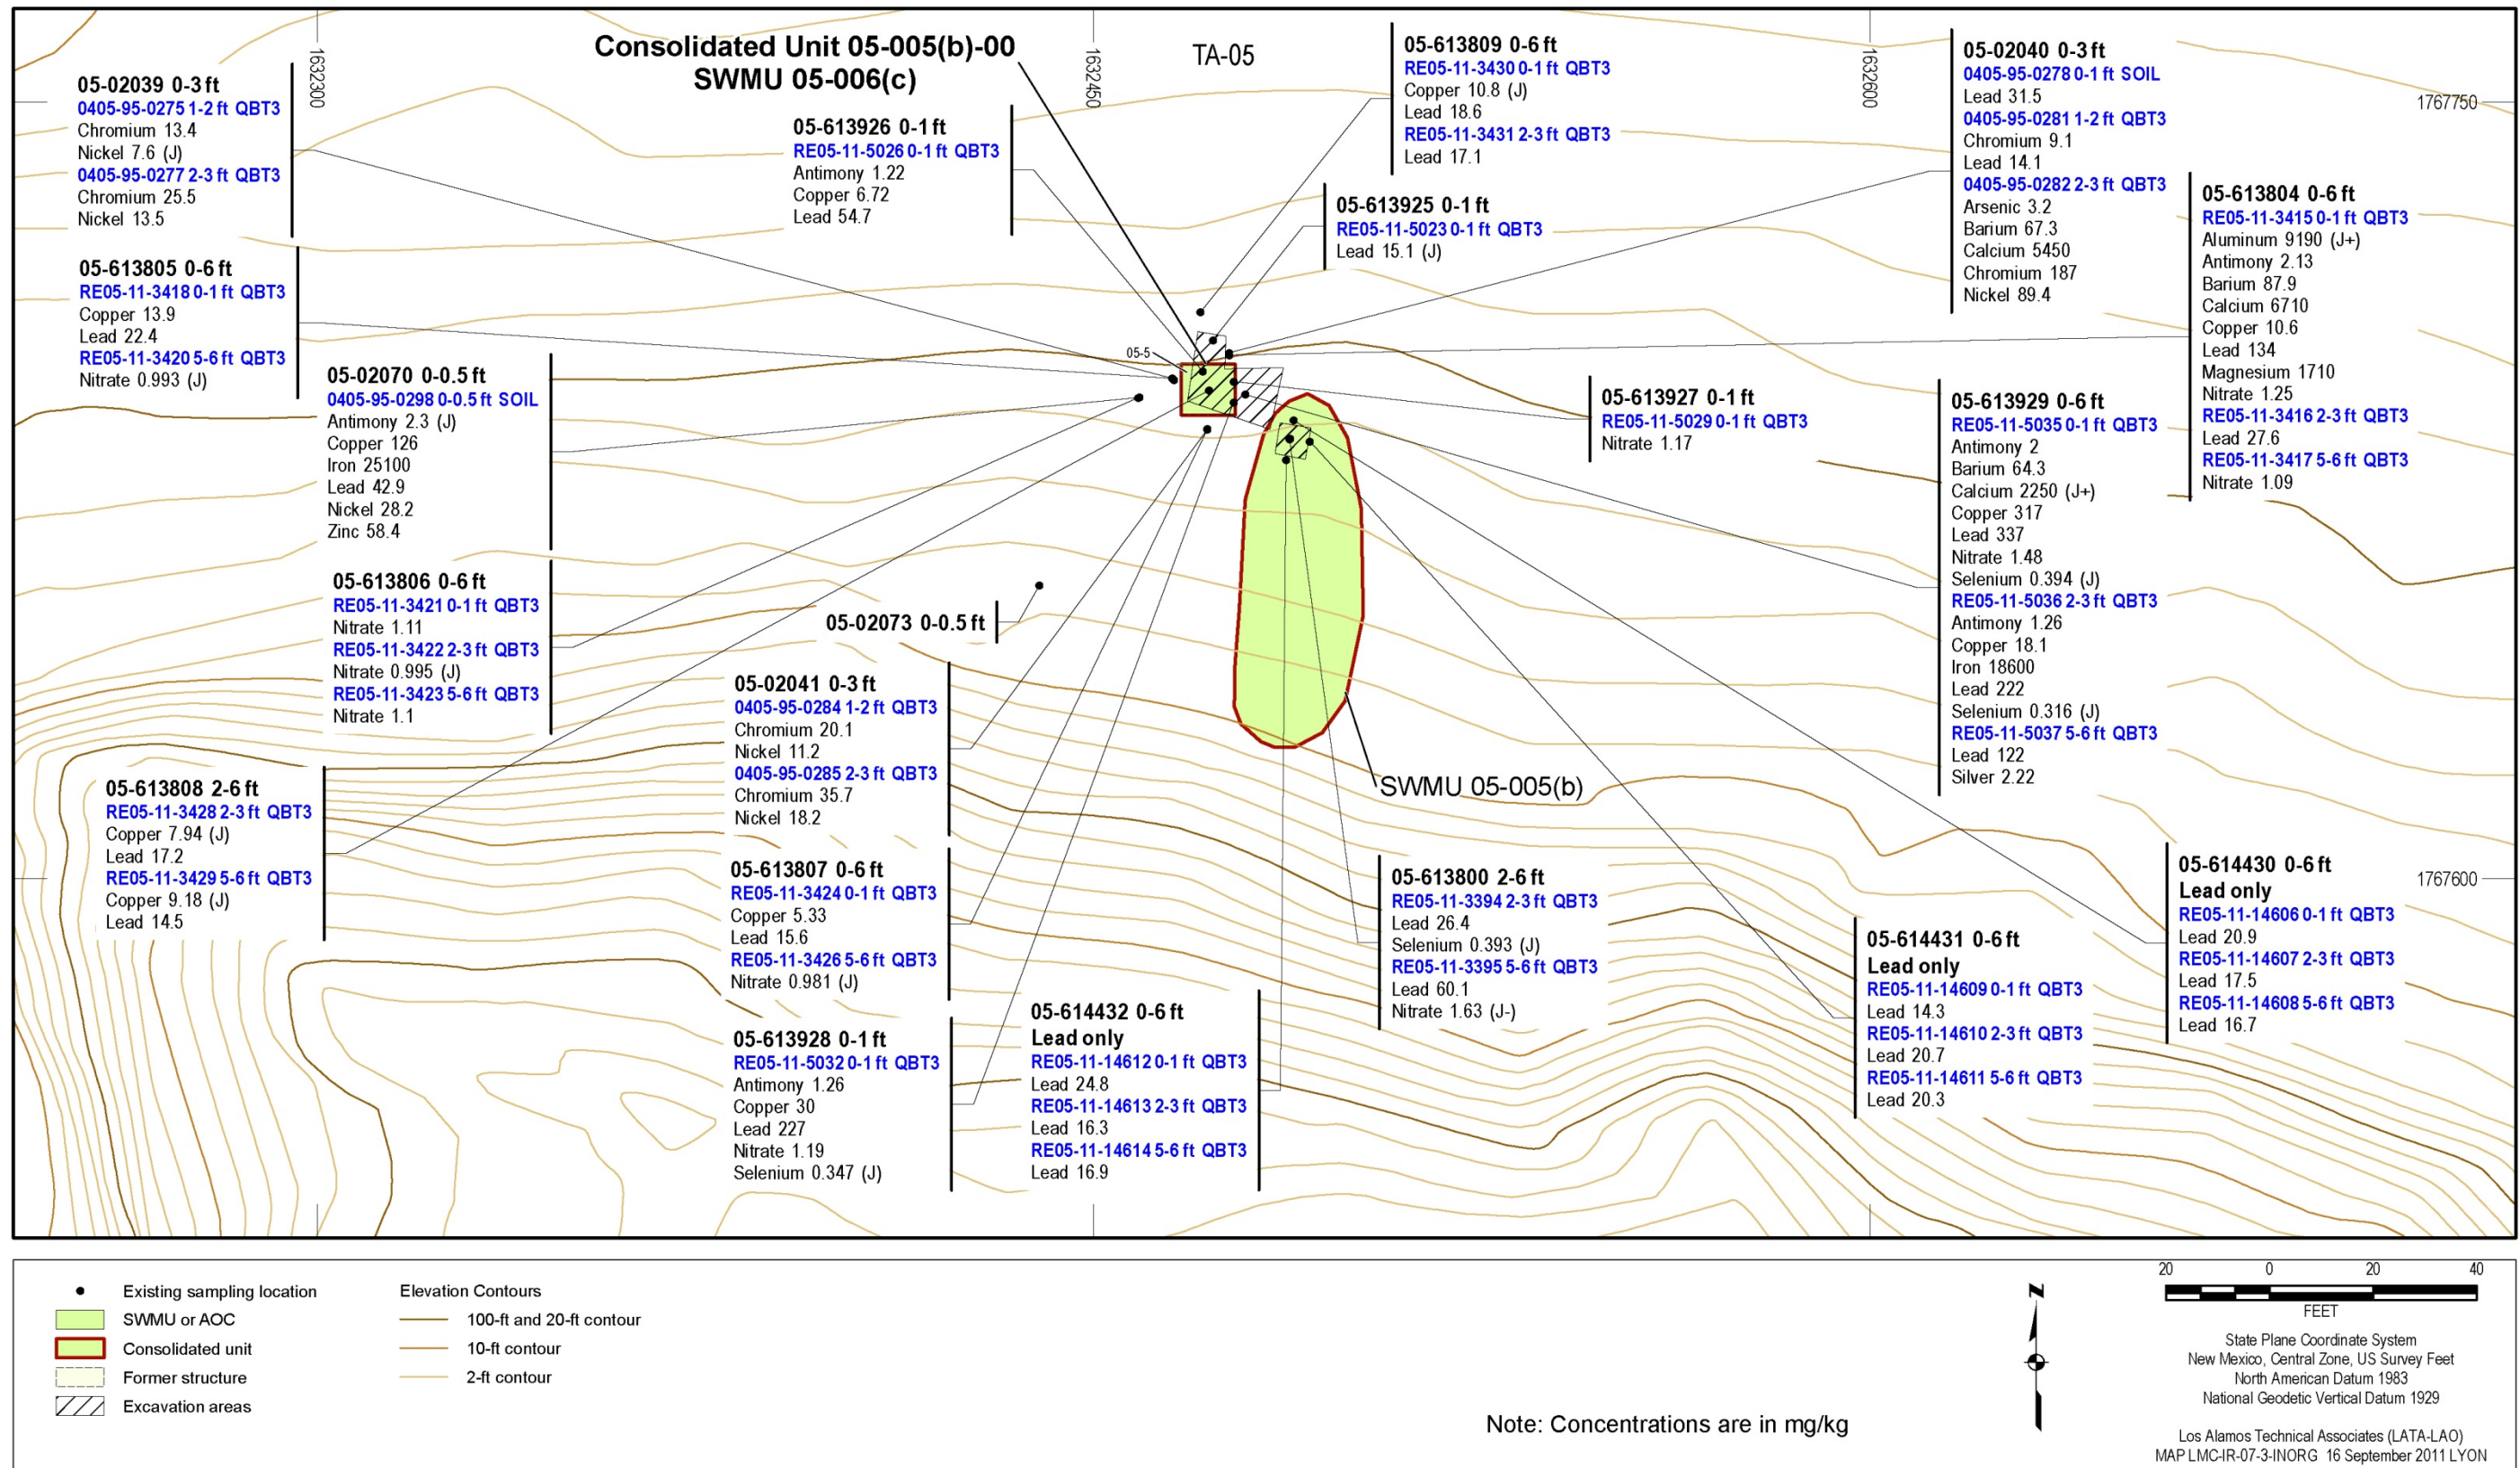 Consolidated Unit 05-005(b)-00
SWMU 05-006(c)
TA-05
1632300
1632450
1632600
1767750
1767600
05-02039 0-3 ft
0405-95-0275 1-2 ft QBT3
Chromium 13.4
Nickel 7.6 (J)
0405-95-0277 2-3 ft QBT3
Chromium 25.5
Nickel 13.5
05-613805 0-6 ft
RE05-11-3418 0-1 ft QBT3
Copper 13.9
Lead 22.4
RE05-11-3420 5-6 ft QBT3
Nitrate 0.993 (J)
05-02070 0-0.5 ft
0405-95-0298 0-0.5 ft SOIL
Antimony 2.3 (J)
Copper 126
Iron 25100
Lead 42.9
Nickel 28.2
Zinc 58.4
05-613806 0-6 ft
RE05-11-3421 0-1 ft QBT3
Nitrate 1.11
RE05-11-3422 2-3 ft QBT3
Nitrate 0.995 (J)
RE05-11-3423 5-6 ft QBT3
Nitrate 1.1
05-613808 2-6 ft
RE05-11-3428 2-3 ft QBT3
Copper 7.94 (J)
Lead 17.2
RE05-11-3429 5-6 ft QBT3
Copper 9.18 (J)
Lead 14.5
05-613926 0-1 ft
RE05-11-5026 0-1 ft QBT3
Antimony 1.22
Copper 6.72
Lead 54.7
05-5
05-02073 0-0.5 ft
05-02041 0-3 ft
0405-95-0284 1-2 ft QBT3
Chromium 20.1
Nickel 11.2
0405-95-0285 2-3 ft QBT3
Chromium 35.7
Nickel 18.2
05-613807 0-6 ft
RE05-11-3424 0-1 ft QBT3
Copper 5.33
Lead 15.6
RE05-11-3426 5-6 ft QBT3
Nitrate 0.981 (J)
05-613928 0-1 ft
RE05-11-5032 0-1 ft QBT3
Antimony 1.26
Copper 30
Lead 227
Nitrate 1.19
Selenium 0.347 (J)
05-614432 0-6 ft
Lead only
RE05-11-14612 0-1 ft QBT3
Lead 24.8
RE05-11-14613 2-3 ft QBT3
Lead 16.3
RE05-11-14614 5-6 ft QBT3
Lead 16.9
05-613809 0-6 ft
RE05-11-3430 0-1 ft QBT3
Copper 10.8 (J)
Lead 18.6
RE05-11-3431 2-3 ft QBT3
Lead 17.1
05-613925 0-1 ft
RE05-11-5023 0-1 ft QBT3
Lead 15.1 (J)
05-613927 0-1 ft
RE05-11-5029 0-1 ft QBT3
Nitrate 1.17
SWMU 05-005(b)
05-613800 2-6 ft
RE05-11-3394 2-3 ft QBT3
Lead 26.4
Selenium 0.393 (J)
RE05-11-3395 5-6 ft QBT3
Lead 60.1
Nitrate 1.63 (J-)
05-02040 0-3 ft
0405-95-0278 0-1 ft SOIL
Lead 31.5
0405-95-0281 1-2 ft QBT3
Chromium 9.1
Lead 14.1
0405-95-0282 2-3 ft QBT3
Arsenic 3.2
Barium 67.3
Calcium 5450
Chromium 187
Nickel 89.4
05-613804 0-6 ft
RE05-11-3415 0-1 ft QBT3
Aluminum 9190 (J+)
Antimony 2.13
Barium 87.9
Calcium 6710
Copper 10.6
Lead 134
Magnesium 1710
Nitrate 1.25
RE05-11-3416 2-3 ft QBT3
Lead 27.6
RE05-11-3417 5-6 ft QBT3
Nitrate 1.09
05-613929 0-6 ft
RE05-11-5035 0-1 ft QBT3
Antimony 2
Barium 64.3
Calcium 2250 (J+)
Copper 317
Lead 337
Nitrate 1.48
Selenium 0.394 (J)
RE05-11-5036 2-3 ft QBT3
Antimony 1.26
Copper 18.1
Iron 18600
Lead 222
Selenium 0.316 (J)
RE05-11-5037 5-6 ft QBT3
Lead 122
Silver 2.22
05-614431 0-6 ft
Lead only
RE05-11-14609 0-1 ft QBT3
Lead 14.3
RE05-11-14610 2-3 ft QBT3
Lead 20.7
RE05-11-14611 5-6 ft QBT3
Lead 20.3
05-614430 0-6 ft
Lead only
RE05-11-14606 0-1 ft QBT3
Lead 20.9
RE05-11-14607 2-3 ft QBT3
Lead 17.5
RE05-11-14608 5-6 ft QBT3
Lead 16.7
Existing sampling location
SWMU or AOC
Consolidated unit
Former structure
Excavation areas
Elevation Contours
100-ft and 20-ft contour
10-ft contour
2-ft contour
Note: Concentrations are in mg/kg
N
20 0 20 40
FEET
State Plane Coordinate System
New Mexico, Central Zone, US Survey Feet
North American Datum 1983
National Geodetic Vertical Datum 1929
Los Alamos Technical Associates (LATA-LAO)
MAP LMC-IR-07-3-INORG 16 September 2011 LYON